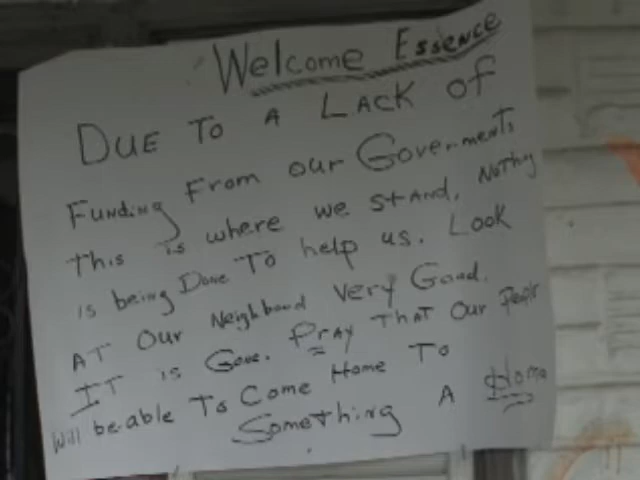 Welcome Essence
DUE TO A LACK OF
Funding From our Goverments
This is where we stand. Nothing
is being Done To help us. Look
AT Our Neighborhood Very Good.
IT is Gone. Pray That Our People
Will be able To Come Home To
Something A Home